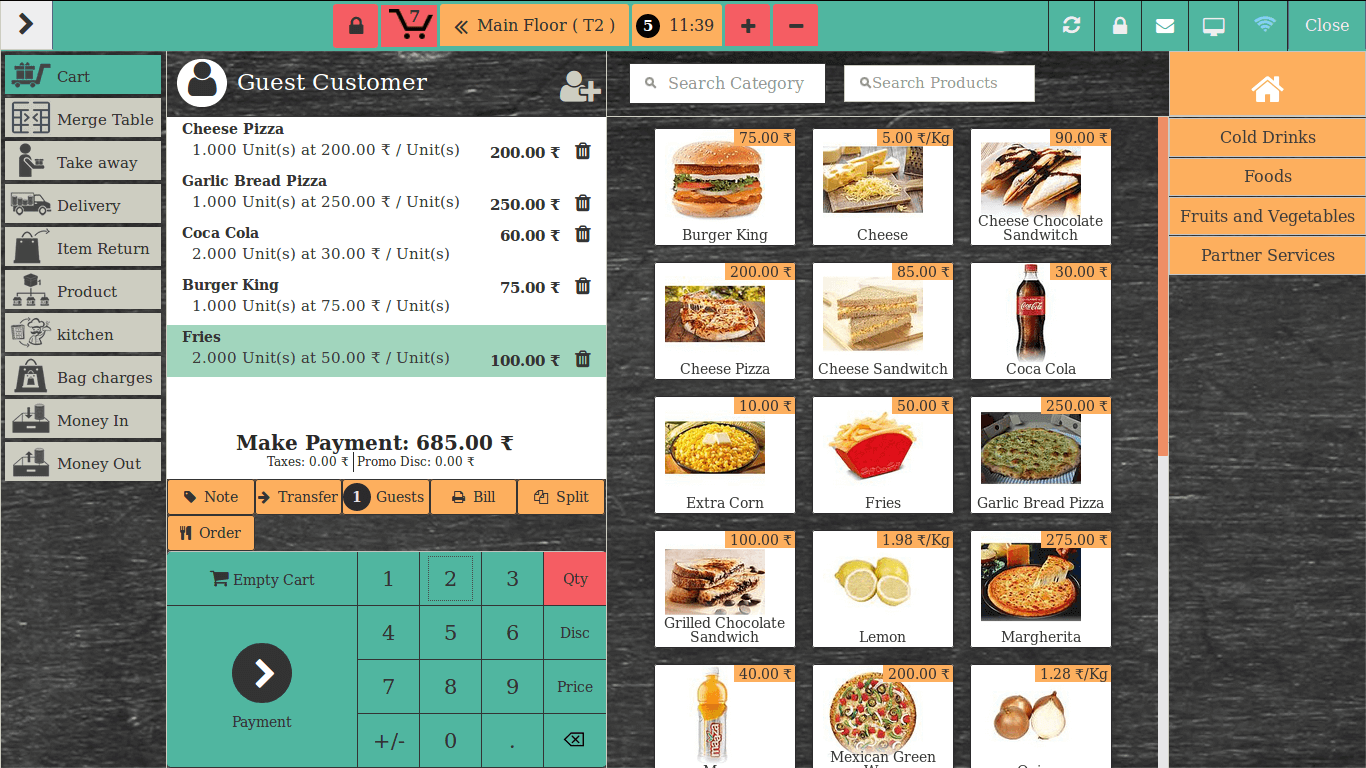 7
Main Floor ( T2 )
5 11:39
Close
Cart
Merge Table
Take away
Delivery
Item Return
Product
kitchen
Bag charges
Money In
Money Out
Guest Customer
Cheese Pizza
1.000 Unit(s) at 200.00 ₹ / Unit(s) 200.00 ₹
Garlic Bread Pizza
1.000 Unit(s) at 250.00 ₹ / Unit(s) 250.00 ₹
Coca Cola 60.00 ₹
2.000 Unit(s) at 30.00 ₹ / Unit(s)
Burger King 75.00 ₹
1.000 Unit(s) at 75.00 ₹ / Unit(s)
Fries
2.000 Unit(s) at 50.00 ₹ / Unit(s) 100.00 ₹
Make Payment: 685.00 ₹
Taxes: 0.00 ₹ Promo Disc: 0.00 ₹
Note Transfer 1 Guests Bill Split
Order
Empty Cart 1 2 3 Qty
4 5 6 Disc
7 8 9 Price
Payment
+/- 0 .
Search Category Search Products
75.00 ₹ 5.00 ₹/Kg 90.00 ₹
Burger King Cheese Cheese Chocolate
Sandwitch
200.00 ₹ 85.00 ₹ 30.00 ₹
Coca-Cola
Cheese Pizza Cheese Sandwitch Coca Cola
10.00 ₹ 50.00 ₹ 250.00 ₹
Extra Corn Fries Garlic Bread Pizza
100.00 ₹ 1.98 ₹/Kg 275.00 ₹
Grilled Chocolate
Sandwich Lemon Margherita
40.00 ₹ 200.00 ₹ 1.28 ₹/Kg
maaza
Mexican Green
Cold Drinks
Foods
Fruits and Vegetables
Partner Services